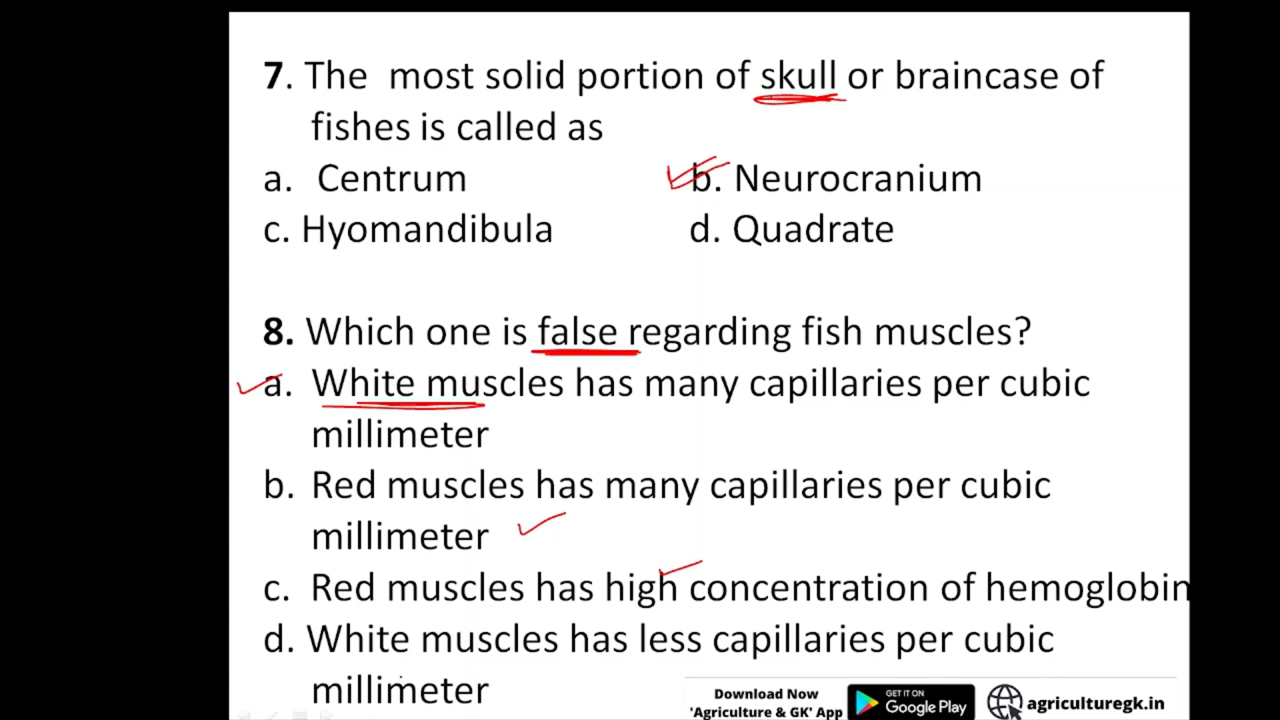 7. The most solid portion of skull or braincase of
fishes is called as
a. Centrum b. Neurocranium
c. Hyomandibula d. Quadrate
8. Which one is false regarding fish muscles?
a. White muscles has many capillaries per cubic
millimeter
b. Red muscles has many capillaries per cubic
millimeter
c. Red muscles has high concentration of hemoglobin
d. White muscles has less capillaries per cubic
millimeter
Download Now
'Agriculture & GK' App
GET IT ON
Google Play
agriculturegk.in